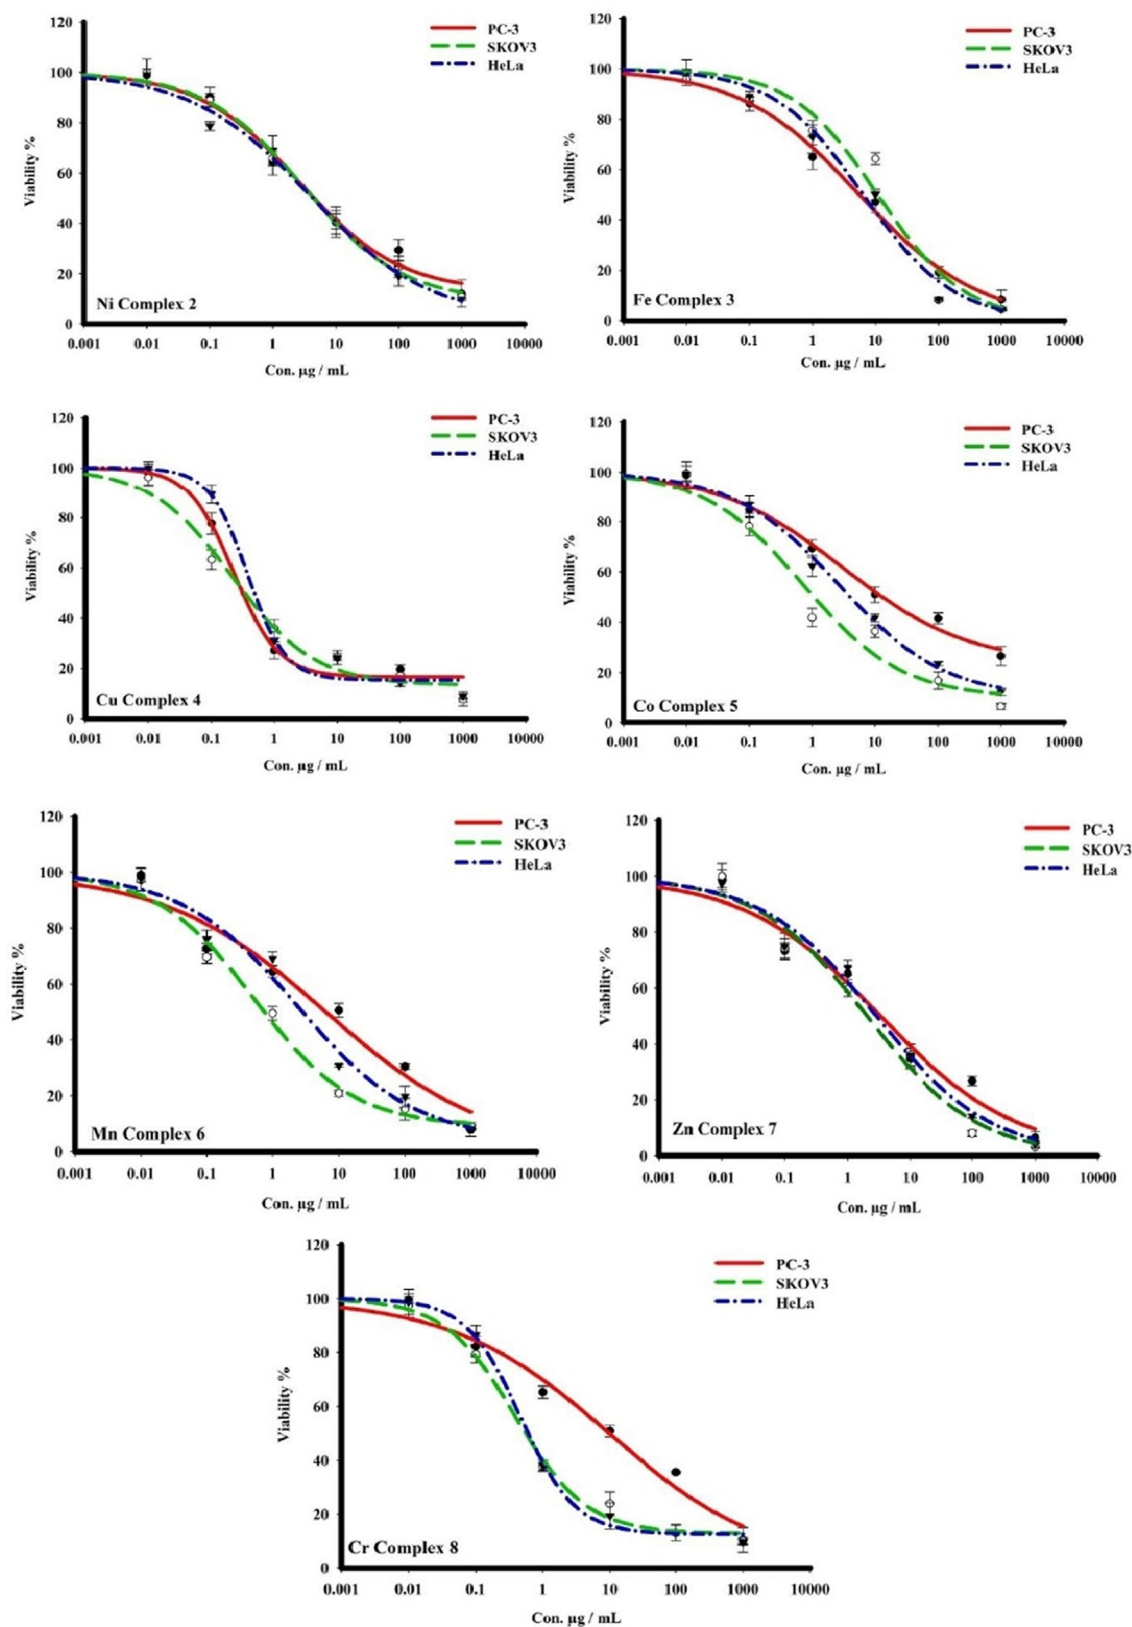 120
100
80
60
40
20
0
Viability %
PC-3
SKOV3
HeLa
Ni Complex 2
0.001 0.01 0.1 1 10 100 1000 10000
Con. µg / mL
120
100
80
60
40
20
0
Viability %
PC-3
SKOV3
HeLa
Fe Complex 3
0.001 0.01 0.1 1 10 100 1000 10000
Con. µg / mL
120
100
80
60
40
20
0
Viability %
PC-3
SKOV3
HeLa
Cu Complex 4
0.001 0.01 0.1 1 10 100 1000 10000
Con. µg / mL
120
100
80
60
40
20
0
Viability %
PC-3
SKOV3
HeLa
Co Complex 5
0.001 0.01 0.1 1 10 100 1000 10000
Con. µg / mL
120
100
80
60
40
20
0
Viability %
PC-3
SKOV3
HeLa
Mn Complex 6
0.001 0.01 0.1 1 10 100 1000 10000
Con. µg / mL
120
100
80
60
40
20
0
Viability %
PC-3
SKOV3
HeLa
Zn Complex 7
0.001 0.01 0.1 1 10 100 1000 10000
Con. µg / mL
120
100
80
60
40
20
0
Viability %
PC-3
SKOV3
HeLa
Cr Complex 8
0.001 0.01 0.1 1 10 100 1000 10000
Con. µg / mL